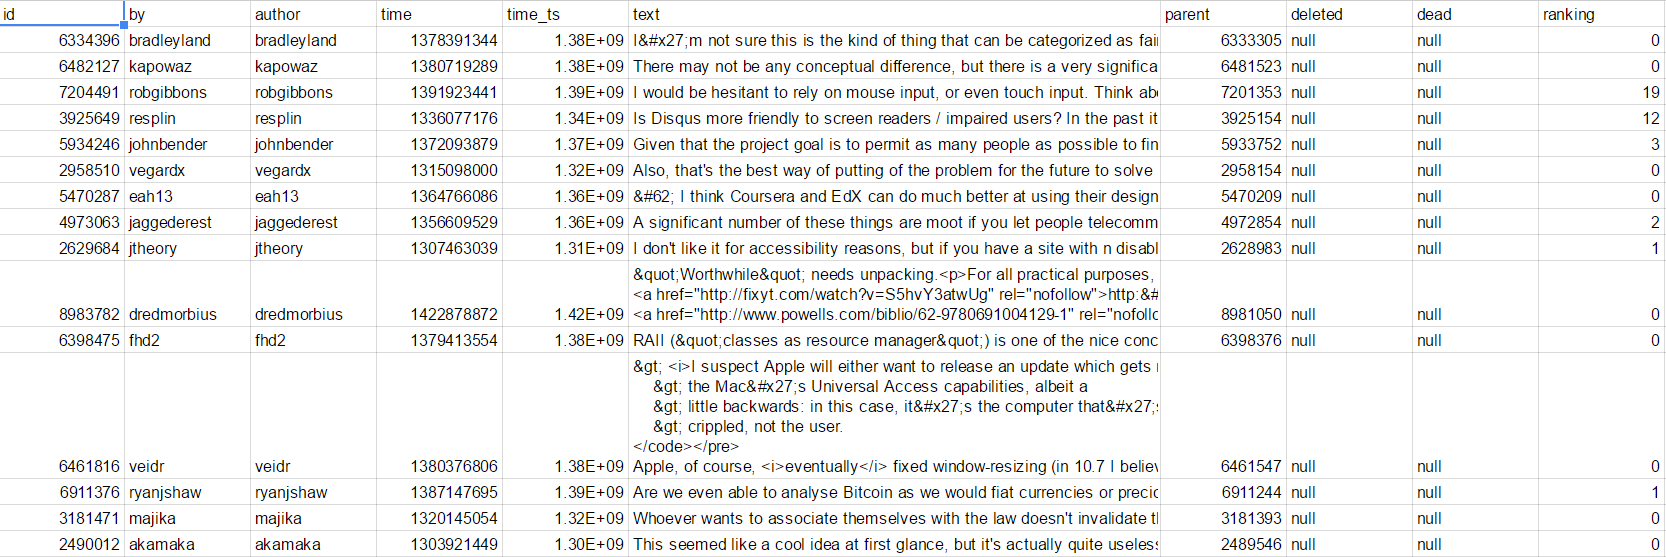 id by author time time_ts text parent deleted dead ranking
6334396 bradleyland bradleyland 1378391344 1.38E+09 I&#x27;m not sure this is the kind of thing that can be categorized as fai 6333305 null null 0
6482127 kapowaz kapowaz 1380719289 1.38E+09 There may not be any conceptual difference, but there is a very significa 6481523 null null 0
7204491 robgibbons robgibbons 1391923441 1.39E+09 I would be hesitant to rely on mouse input, or even touch input. Think abo 7201353 null null 19
3925649 resplin resplin 1336077176 1.34E+09 Is Disqus more friendly to screen readers / impaired users? In the past it 3925154 null null 12
5934246 johnbender johnbender 1372093879 1.37E+09 Given that the project goal is to permit as many people as possible to fin 5933752 null null 3
2958510 vegardx vegardx 1315098000 1.32E+09 Also, that's the best way of putting of the problem for the future to solve 2958154 null null 0
5470287 eah13 eah13 1364766086 1.36E+09 &#62; I think Coursera and EdX can do much better at using their design 5470209 null null 0
4973063 jaggederest jaggederest 1356609529 1.36E+09 A significant number of these things are moot if you let people telecomm 4972854 null null 2
2629684 jtheory jtheory 1307463039 1.31E+09 I don't like it for accessibility reasons, but if you have a site with n disabl 2628983 null null 1
&quot;Worthwhile&quot; needs unpacking.<p>For all practical purposes,
<a href="http://fixyt.com/watch?v=S5hvY3atwUg" rel="nofollow">http:&#
8983782 dredmorbius dredmorbius 1422878872 1.42E+09 <a href="http://www.powells.com/biblio/62-9780691004129-1" rel="nofollo 8981050 null null 0
6398475 fhd2 fhd2 1379413554 1.38E+09 RAII (&quot;classes as resource manager&quot;) is one of the nice conc 6398376 null null 0
&gt; <i>I suspect Apple will either want to release an update which gets
&gt; the Mac&#x27;s Universal Access capabilities, albeit a
&gt; little backwards: in this case, it&#x27;s the computer that&#x27;
&gt; crippled, not the user.
</code></pre>
6461816 veidr veidr 1380376806 1.38E+09 Apple, of course, <i>eventually</i> fixed window-resizing (in 10.7 I believ 6461547 null null 0
6911376 ryanjshaw ryanjshaw 1387147695 1.39E+09 Are we even able to analyse Bitcoin as we would fiat currencies or precio 6911244 null null 1
3181471 majika majika 1320145054 1.32E+09 Whoever wants to associate themselves with the law doesn't invalidate t 3181393 null null 0
2490012 akamaka akamaka 1303921449 1.30E+09 This seemed like a cool idea at first glance, but it's actually quite useles 2489546 null null 0